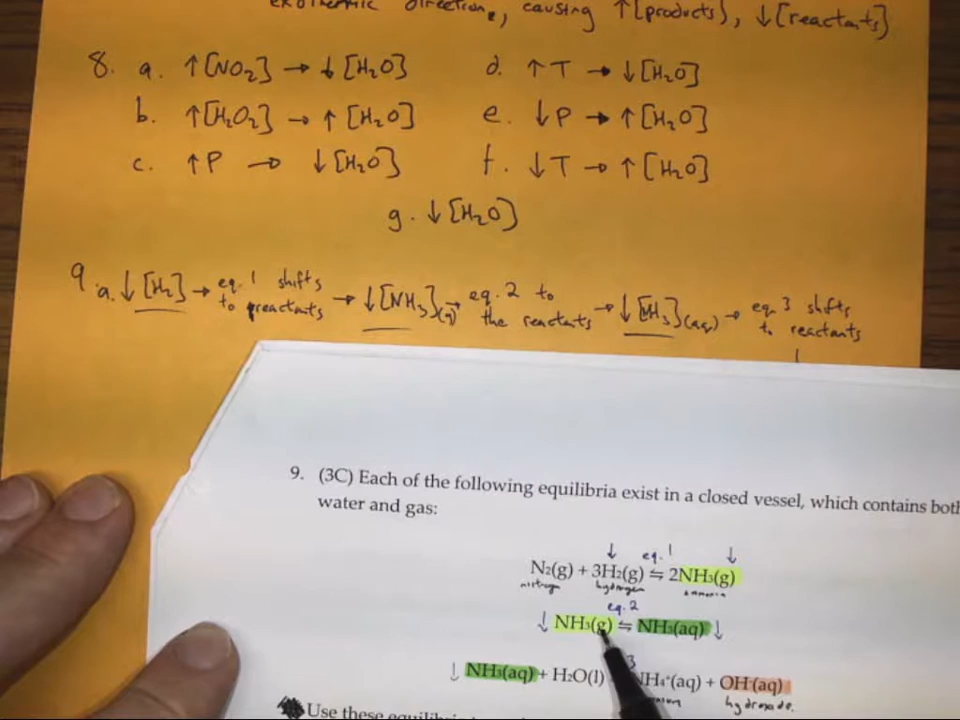 exothermic direction, causing ↑[products], ↓[reactants]
8. a. ↑[NO₂] → ↓[H₂O] d. ↑T → ↓[H₂O]
b. ↑[H₂O₂] → ↑[H₂O] e. ↓P → ↑[H₂O]
c. ↑P → ↓[H₂O] f. ↓T → ↑[H₂O]
g. ↓[H₂O]
9. a. ↓[H₂] → eq. 1 shifts to reactants → ↓[NH₃](g) → eq. 2 to the reactants → ↓[NH₃](aq) → eq 3 shifts to reactants
9. (3C) Each of the following equilibria exist in a closed vessel, which contains both
water and gas:
↓ eq. 1 ↓
N₂(g) + 3H₂(g) ⇋ 2NH₃(g)
nitrogen hydrogen ammonia
eq. 2
↓ NH₃(g) ⇋ NH₃(aq) ↓
3
↓ NH₃(aq) + H₂O(l) NH₄⁺(aq) + OH⁻(aq)
hydroxide.
Use these